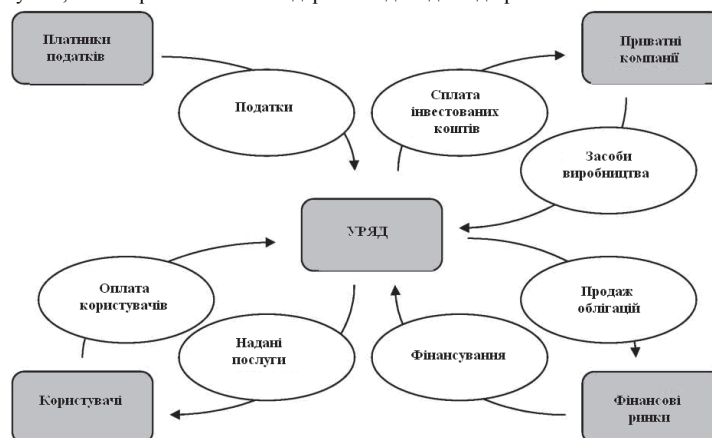 Платники
податків
Приватні
компанії
Податки
Сплата
інвестованих
коштів
Засоби
виробництва
УРЯД
Оплата
користувачів
Продаж
облігацій
Надані
послуги
Фінансування
Користувачі
Фінансові
ринки